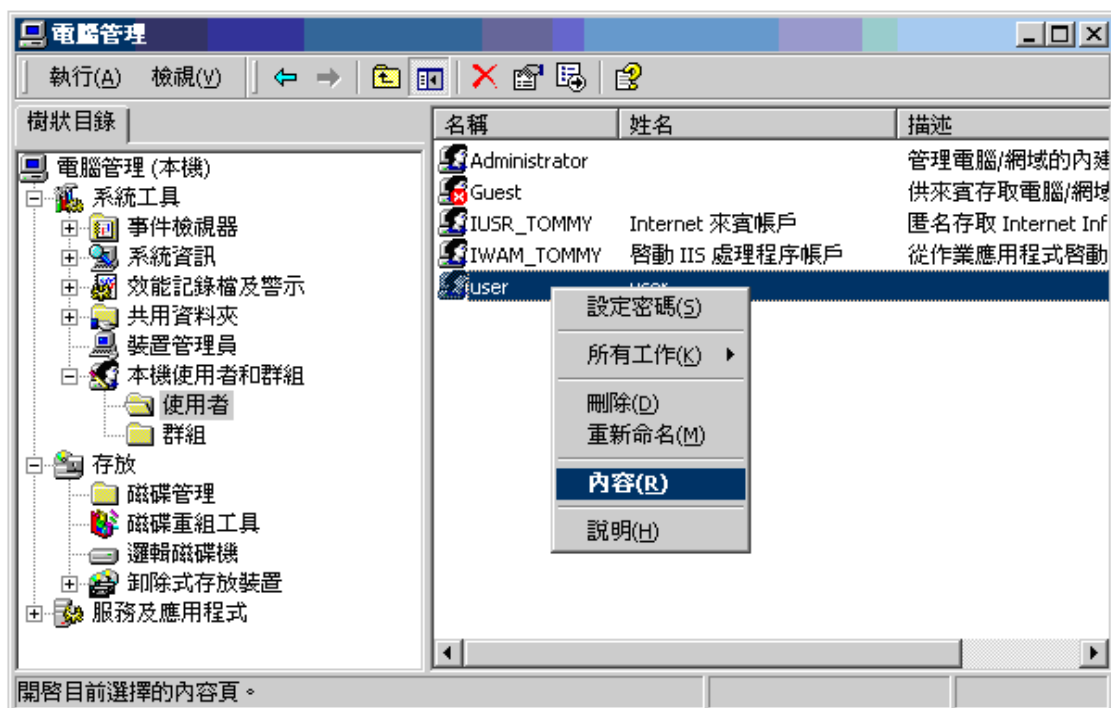 電腦管理
執行(A) 檢視(V)
樹狀目錄
電腦管理 (本機)
系統工具
事件檢視器
系統資訊
效能記錄檔及警示
共用資料夾
裝置管理員
本機使用者和群組
使用者
群組
存放
磁碟管理
磁碟重組工具
邏輯磁碟機
卸除式存放裝置
服務及應用程式
名稱 姓名 描述
Administrator 管理電腦/網域的內建
Guest 供來賓存取電腦/網域
IUSR_TOMMY Internet 來賓帳戶 匿名存取 Internet Inf
IWAM_TOMMY 啟動 IIS 處理程序帳戶 從作業應用程式啟動
user user
設定密碼(S)
所有工作(K)
刪除(D)
重新命名(M)
內容(R)
說明(H)
開啟目前選擇的內容頁。